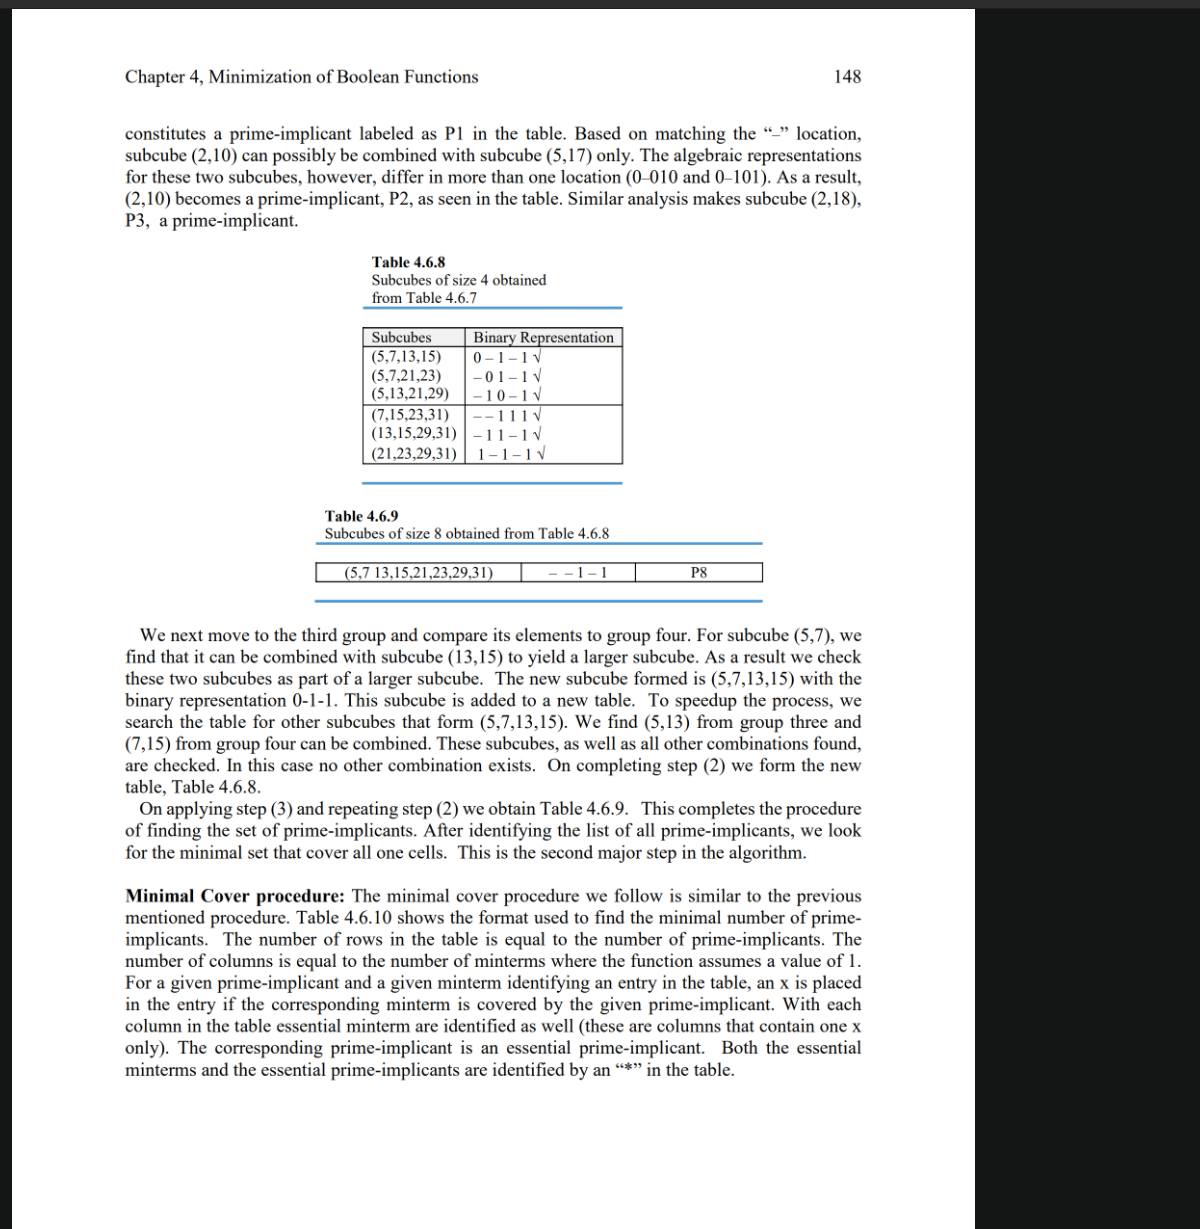 Chapter 4, Minimization of Boolean Functions 148
constitutes a prime-implicant labeled as P1 in the table. Based on matching the “–” location,
subcube (2,10) can possibly be combined with subcube (5,17) only. The algebraic representations
for these two subcubes, however, differ in more than one location (0–010 and 0–101). As a result,
(2,10) becomes a prime-implicant, P2, as seen in the table. Similar analysis makes subcube (2,18),
P3, a prime-implicant.
Table 4.6.8
Subcubes of size 4 obtained
from Table 4.6.7
Subcubes Binary Representation
(5,7,13,15) 0 – 1 – 1 √
(5,7,21,23) – 0 1 – 1 √
(5,13,21,29) – 1 0 – 1 √
(7,15,23,31) – – 1 1 1 √
(13,15,29,31) – 1 1 – 1 √
(21,23,29,31) 1 – 1 – 1 √
Table 4.6.9
Subcubes of size 8 obtained from Table 4.6.8
(5,7 13,15,21,23,29,31) – – 1 – 1 P8
We next move to the third group and compare its elements to group four. For subcube (5,7), we
find that it can be combined with subcube (13,15) to yield a larger subcube. As a result we check
these two subcubes as part of a larger subcube. The new subcube formed is (5,7,13,15) with the
binary representation 0-1-1. This subcube is added to a new table. To speedup the process, we
search the table for other subcubes that form (5,7,13,15). We find (5,13) from group three and
(7,15) from group four can be combined. These subcubes, as well as all other combinations found,
are checked. In this case no other combination exists. On completing step (2) we form the new
table, Table 4.6.8.
On applying step (3) and repeating step (2) we obtain Table 4.6.9. This completes the procedure
of finding the set of prime-implicants. After identifying the list of all prime-implicants, we look
for the minimal set that cover all one cells. This is the second major step in the algorithm.
Minimal Cover procedure: The minimal cover procedure we follow is similar to the previous
mentioned procedure. Table 4.6.10 shows the format used to find the minimal number of prime-
implicants. The number of rows in the table is equal to the number of prime-implicants. The
number of columns is equal to the number of minterms where the function assumes a value of 1.
For a given prime-implicant and a given minterm identifying an entry in the table, an x is placed
in the entry if the corresponding minterm is covered by the given prime-implicant. With each
column in the table essential minterm are identified as well (these are columns that contain one x
only). The corresponding prime-implicant is an essential prime-implicant. Both the essential
minterms and the essential prime-implicants are identified by an “*” in the table.